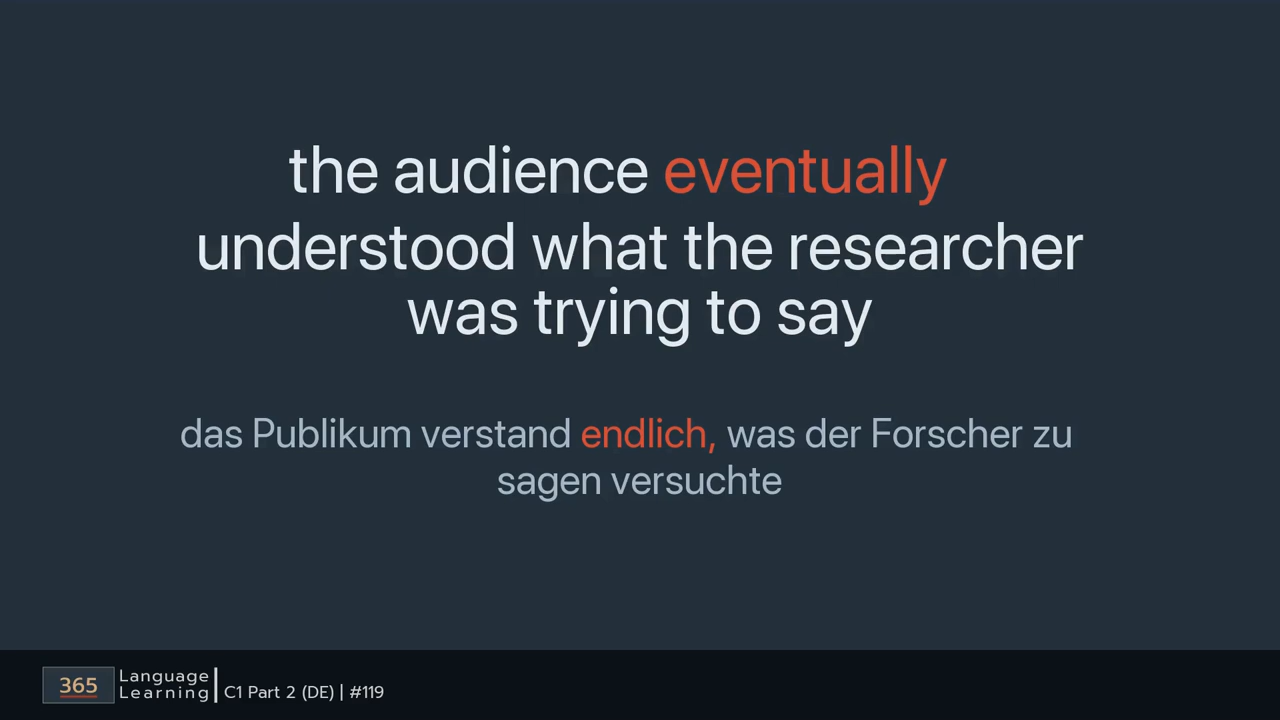 the audience eventually
understood what the researcher
was trying to say
das Publikum verstand endlich, was der Forscher zu
sagen versuchte
365
Language
Learning
C1 Part 2 (DE) | #119